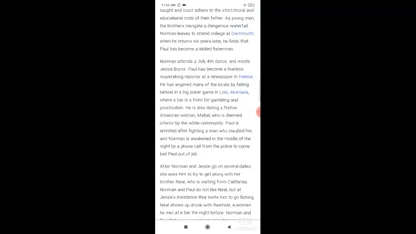 taught and must adhere to the strict moral and
educational code of their father. As young men,
the brothers navigate a dangerous waterfall.
Norman leaves to attend college at Dartmouth;
when he returns six years later, he finds that
Paul has become a skilled fisherman.
Norman attends a July 4th dance, and meets
Jessie Burns. Paul has become a fearless
muckraking reporter at a newspaper in Helena.
He has angered many of the locals by falling
behind in a big poker game in Lolo, Montana,
where a bar is a front for gambling and
prostitution. He is also dating a Native
American woman, Mabel, who is deemed
inferior by the white community. Paul is
arrested after fighting a man who insulted her,
and Norman is awakened in the middle of the
night by a phone call from the police to come
bail Paul out of jail.
After Norman and Jessie go on several dates,
she asks him to try to get along with her
brother Neal, who is visiting from California.
Norman and Paul do not like Neal, but at
Jessie's insistence they invite him to go fishing.
Neal shows up drunk with Rawhide, a woman
he met at a bar the night before. Norman and